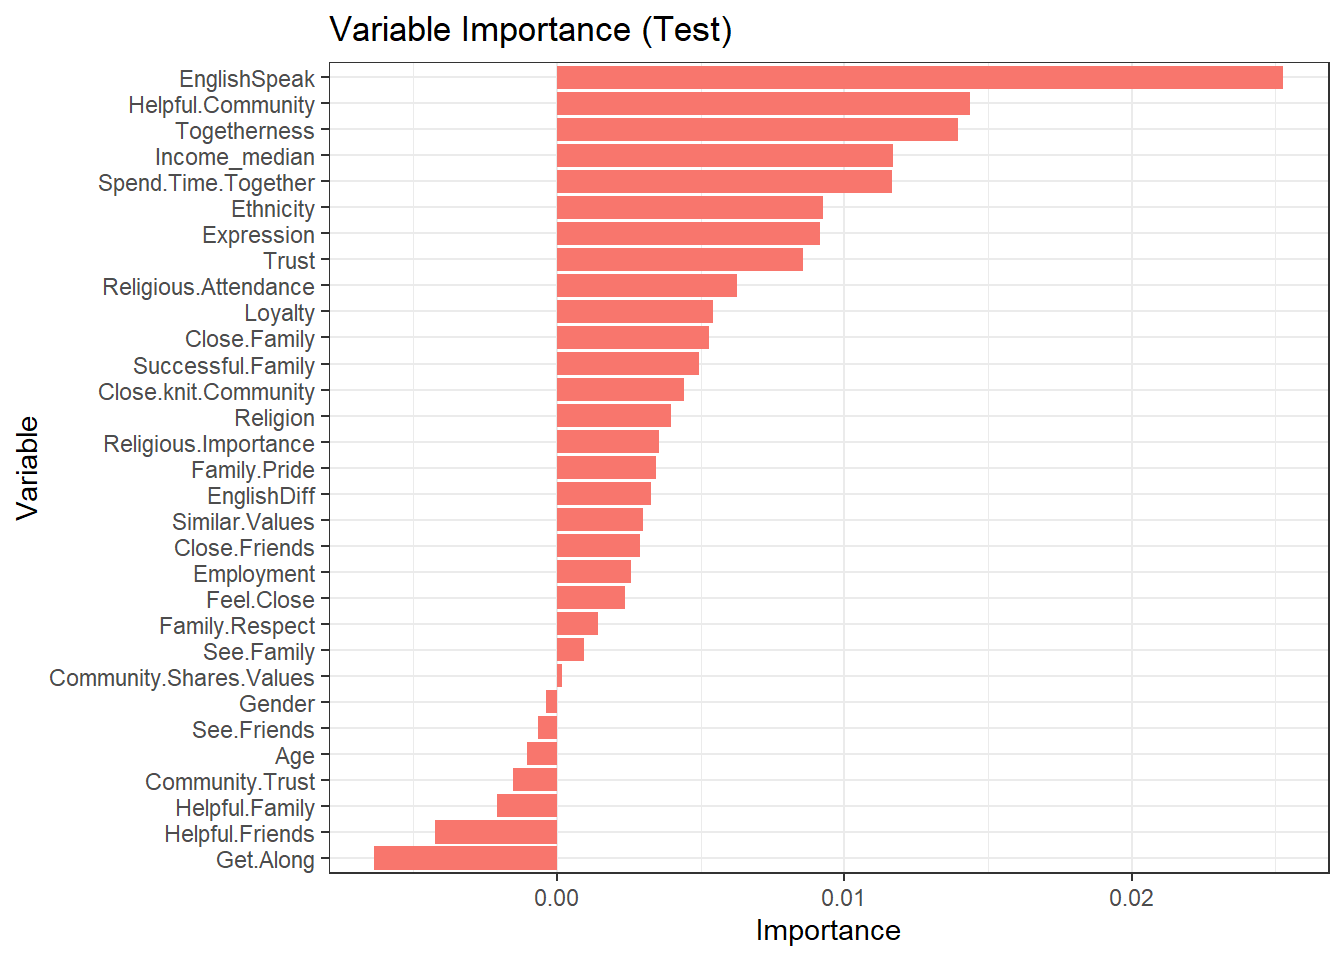 Variable Importance (Test)
EnglishSpeak
Helpful.Community
Togetherness
Income_median
Spend.Time.Together
Ethnicity
Expression
Trust
Religious.Attendance
Loyalty
Close.Family
Successful.Family
Close.knit.Community
Religion
Religious.Importance
Family.Pride
EnglishDiff
Similar.Values
Close.Friends
Employment
Feel.Close
Family.Respect
See.Family
Community.Shares.Values
Gender
See.Friends
Age
Community.Trust
Helpful.Family
Helpful.Friends
Get.Along
Variable
0.00 0.01 0.02
Importance